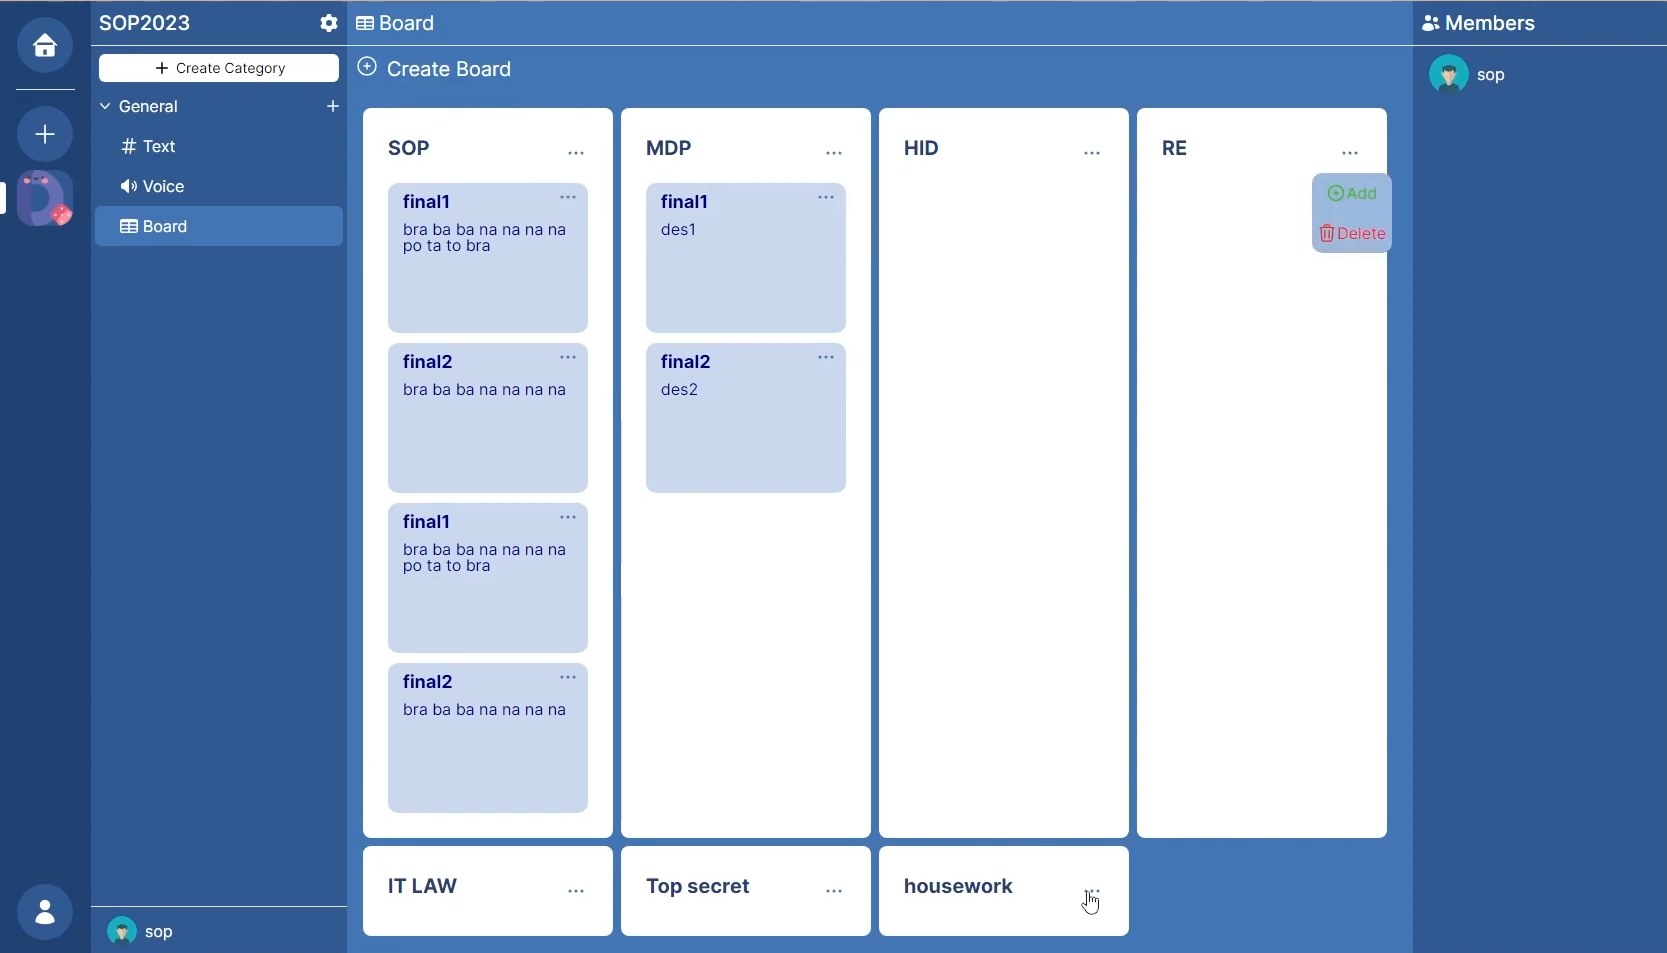 SOP2023
Create Category
General
Text
Voice
Board
sop
Board
Create Board
SOP
...
final1
...
bra ba ba na na na na
po ta to bra
final2
...
bra ba ba na na na na
final1
...
bra ba ba na na na na
po ta to bra
final2
...
bra ba ba na na na na
MDP
...
final1
...
des1
final2
...
des2
HID
...
RE
...
Add
Delete
IT LAW
...
Top secret
...
housework
...
Members
sop